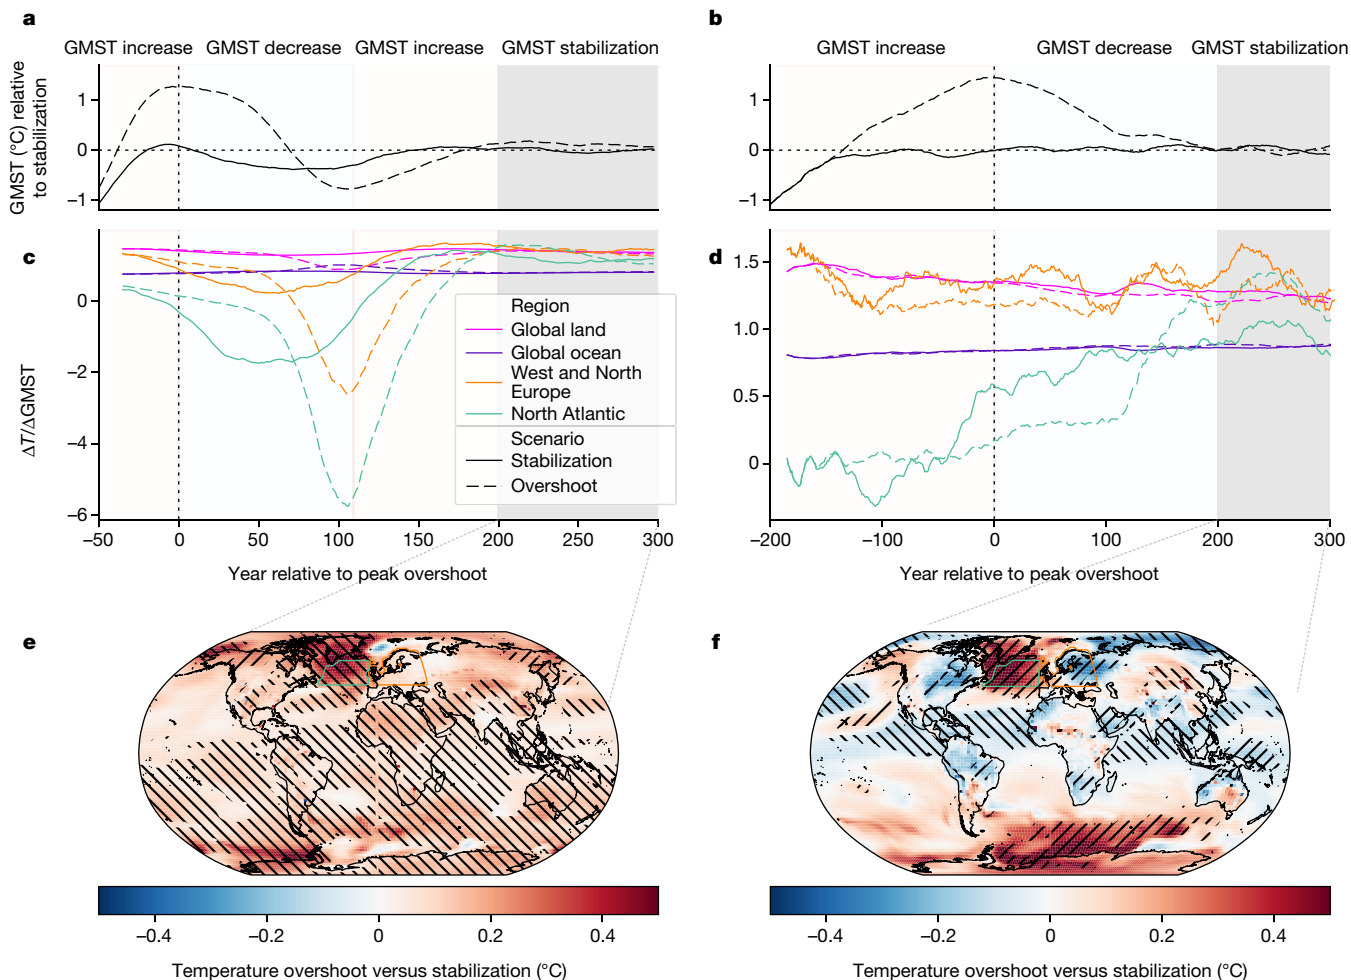 a
GMST increase
GMST decrease
GMST increase
GMST stabilization
GMST (°C) relative
to stabilization
1
0
−1
b
GMST increase
GMST decrease
GMST stabilization
1
0
−1
c
ΔT/ΔGMST
0
−2
−4
−6
Region
Global land
Global ocean
West and North
Europe
North Atlantic
Scenario
Stabilization
Overshoot
−50
0
50
100
150
200
250
300
Year relative to peak overshoot
d
1.5
1.0
0.5
0
−200
−100
0
100
200
300
Year relative to peak overshoot
e
−0.4
−0.2
0
0.2
0.4
Temperature overshoot versus stabilization (°C)
f
−0.4
−0.2
0
0.2
0.4
Temperature overshoot versus stabilization (°C)